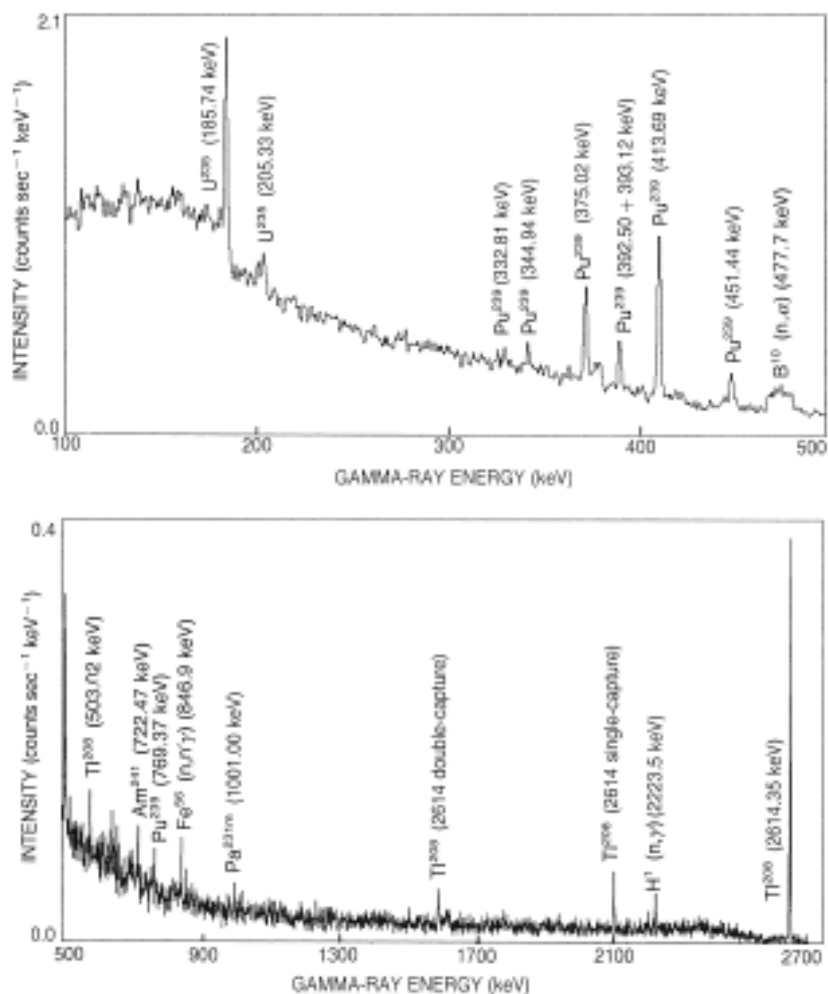 2.1
INTENSITY (counts sec⁻¹ keV⁻¹)
U²³⁵ (185.74 keV)
U²³⁵ (205.33 keV)
Pu²³⁹ (332.81 keV)
Pu²³⁹ (344.94 keV)
Pu²³⁹ (375.02 keV)
Pu²³⁹ (392.50 + 393.12 keV)
Pu²³⁹ (413.69 keV)
Pu²³⁹ (451.44 keV)
B¹⁰ (n,α) (477.7 keV)
0.0
100 200 300 400 500
GAMMA-RAY ENERGY (keV)
0.4
INTENSITY (counts sec⁻¹ keV⁻¹)
Tl²⁰⁸ (503.02 keV)
Am²⁴¹ (722.47 keV)
Pu²³⁹ (769.37 keV)
Fe⁵⁶ (n,n'γ) (846.9 keV)
Pa²³¹ᵐ (1001.00 keV)
Tl²⁰⁸ (2614 double-capture)
Tl²⁰⁸ (2614 single-capture)
H¹ (n,γ) (2223.5 keV)
Tl²⁰⁸ (2614.35 keV)
0.0
500 900 1300 1700 2100 2700
GAMMA-RAY ENERGY (keV)